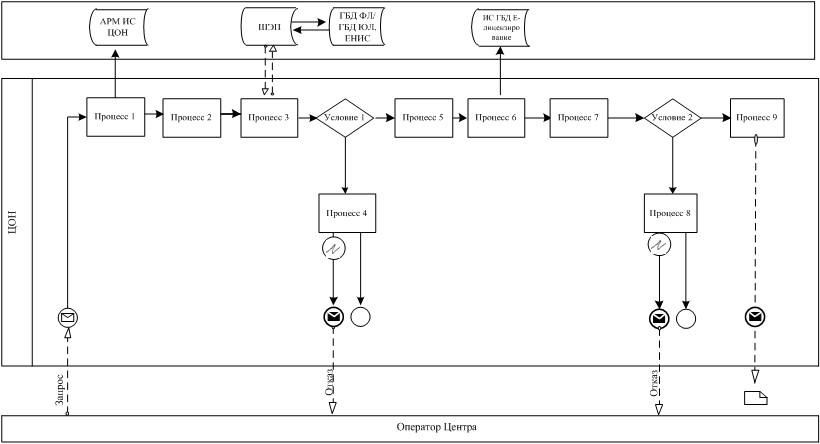 АРМ ИС
ЦОН
ШЭП
ГБД ФЛ/
ГБД ЮЛ,
ЕНИС
ИС ГБД Е-
лицензиро
вание
Процесс 1
Процесс 2
Процесс 3
Условие 1
Процесс 5
Процесс 6
Процесс 7
Условие 2
Процесс 9
Процесс 4
Процесс 8
ЦОН
Запрос
Отказ
Отказ
Оператор Центра